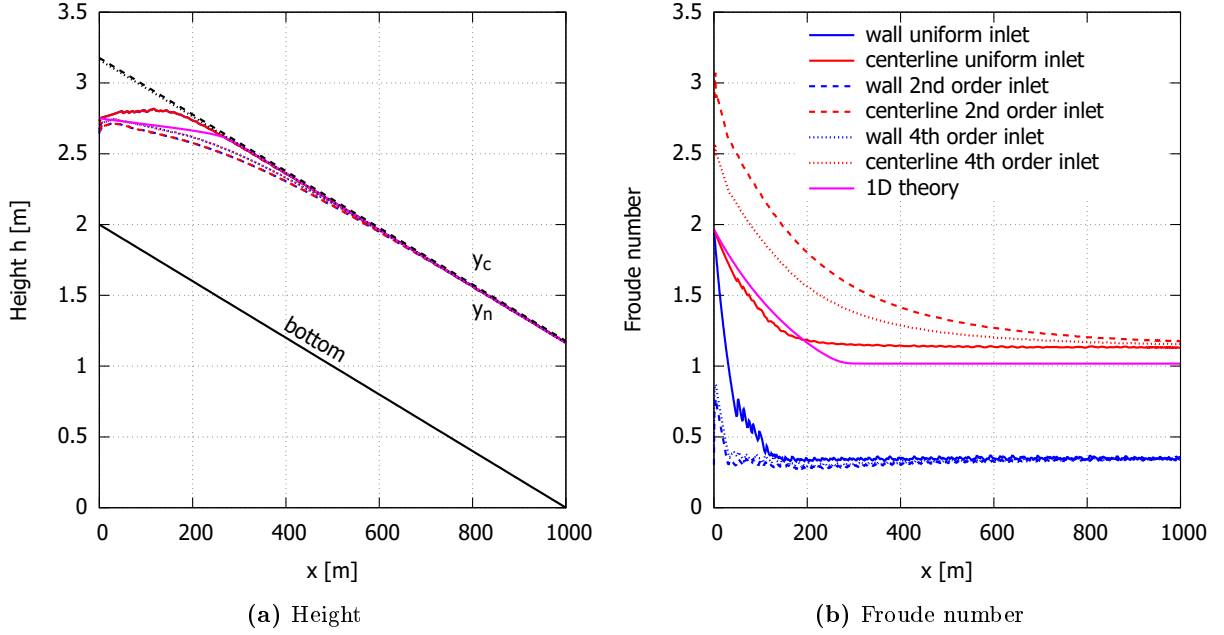 3.5
3
2.5
2
1.5
1
0.5
0
0 200 400 600 800 1000
Height h [m]
x [m]
y_c
y_n
bottom
(a) Height
3.5
3
2.5
2
1.5
1
0.5
0
0 200 400 600 800 1000
Froude number
x [m]
wall uniform inlet
centerline uniform inlet
wall 2nd order inlet
centerline 2nd order inlet
wall 4th order inlet
centerline 4th order inlet
1D theory
(b) Froude number